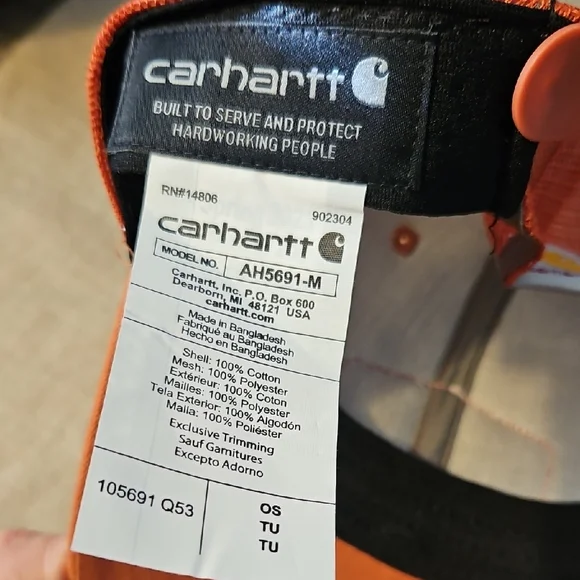 carhartt
BUILT TO SERVE AND PROTECT
HARDWORKING PEOPLE
RN#14806
902304
carhartt
MODEL NO. AH5691-M
Carhartt, Inc. P.O. Box 600
Dearborn, MI 48121 USA
carhartt.com
Made in Bangladesh
Fabriqué au Bangladesh
Hecho en Bangladesh
Shell: 100% Cotton
Mesh: 100% Polyester
Extérieur: 100% Coton
Mailles: 100% Polyester
Tela Exterior: 100% Algodón
Malla: 100% Poliéster
Exclusive Trimming
Sauf Garnitures
Excepto Adorno
105691 Q53
OS
TU
TU